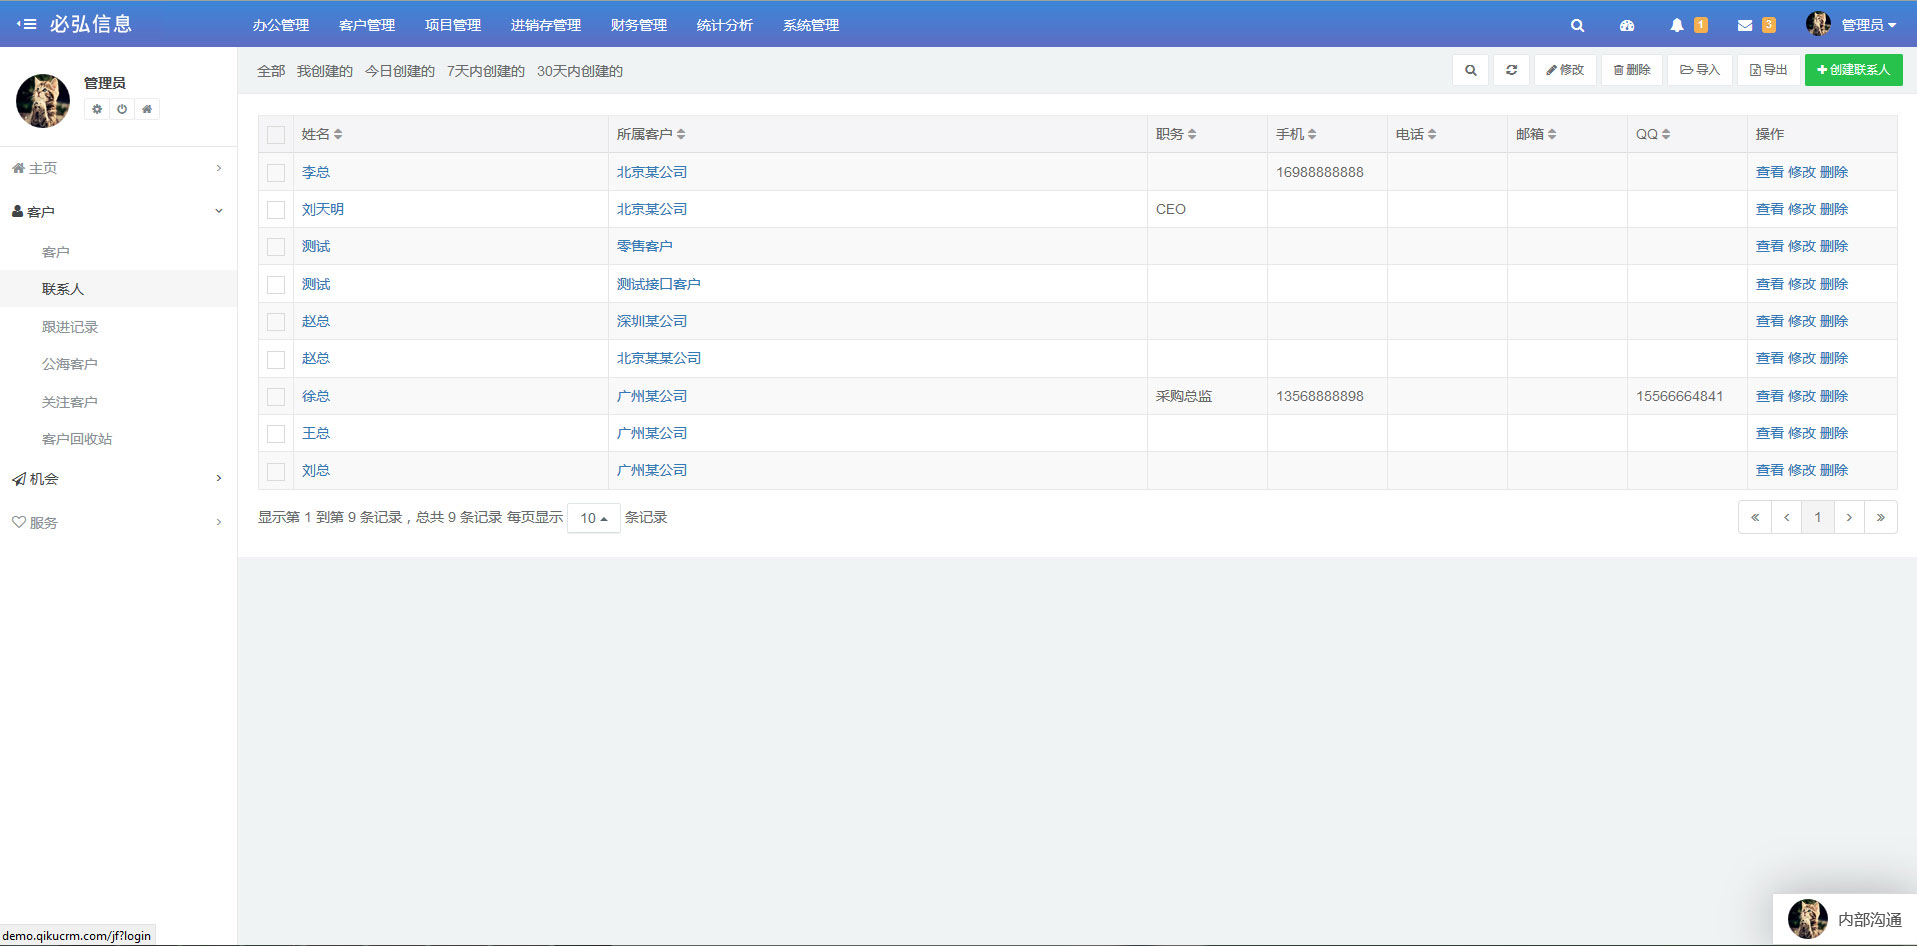 必弘信息 办公管理 客户管理 项目管理 进销存管理 财务管理 统计分析 系统管理 1 3 管理员
管理员
全部 我创建的 今日创建的 7天内创建的 30天内创建的 修改 删除 导入 导出 创建联系人
主页
客户
客户
联系人
跟进记录
公海客户
关注客户
客户回收站
机会
服务
姓名 所属客户 职务 手机 电话 邮箱 QQ 操作
李总 北京某公司 16988888888 查看 修改 删除
刘天明 北京某公司 CEO 查看 修改 删除
测试 零售客户 查看 修改 删除
测试 测试接口客户 查看 修改 删除
赵总 深圳某公司 查看 修改 删除
赵总 北京某某公司 查看 修改 删除
徐总 广州某公司 采购总监 13568888898 15566664841 查看 修改 删除
王总 广州某公司 查看 修改 删除
刘总 广州某公司 查看 修改 删除
显示第 1 到第 9 条记录，总共 9 条记录 每页显示 10 条记录 « ‹ 1 › »
内部沟通
demo.qikucrm.com/jf?login